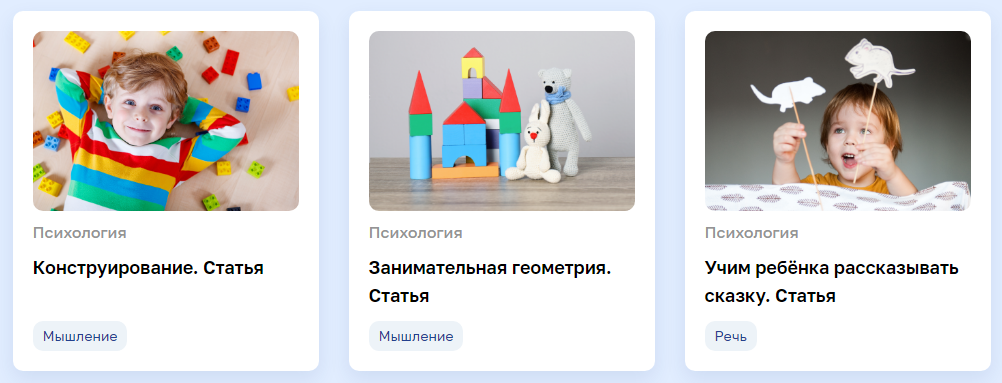 Психология
Конструирование. Статья
Мышление
Психология
Занимательная геометрия.
Статья
Мышление
Психология
Учим ребёнка рассказывать
сказку. Статья
Речь